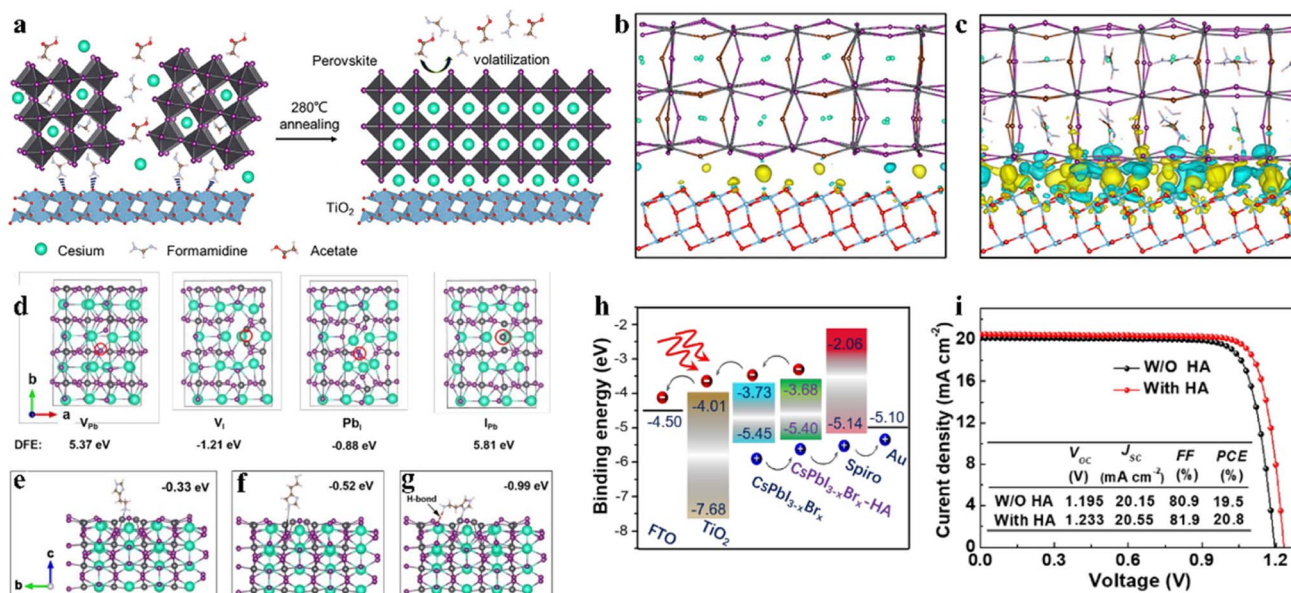 a
Perovskite
volatilization
280℃
annealing
TiO2
Cesium
Formamidine
Acetate
b
c
d
b
a
VPb
VI
PbI
IPb
DFE:
5.37 eV
-1.21 eV
-0.88 eV
5.81 eV
e
-0.33 eV
f
-0.52 eV
g
-0.99 eV
H-bond
c
b
h
Binding energy (eV)
-2
-3
-4
-5
-6
-7
-8
-2.06
-3.73
-3.68
-4.01
-4.50
-5.10
-5.14
-5.45
-5.40
-7.68
FTO
TiO2
CsPbI3-xBrx
CsPbI3-xBrx-HA
Spiro
Au
i
Curent density (mA cm-2)
20
16
12
8
4
0
W/O HA
With HA
VOC JSC FF PCE
(V) (mA cm-2) (%) (%)
W/O HA 1.195 20.15 80.9 19.5
With HA 1.233 20.55 81.9 20.8
0.0 0.3 0.6 0.9 1.2
Voltage (V)